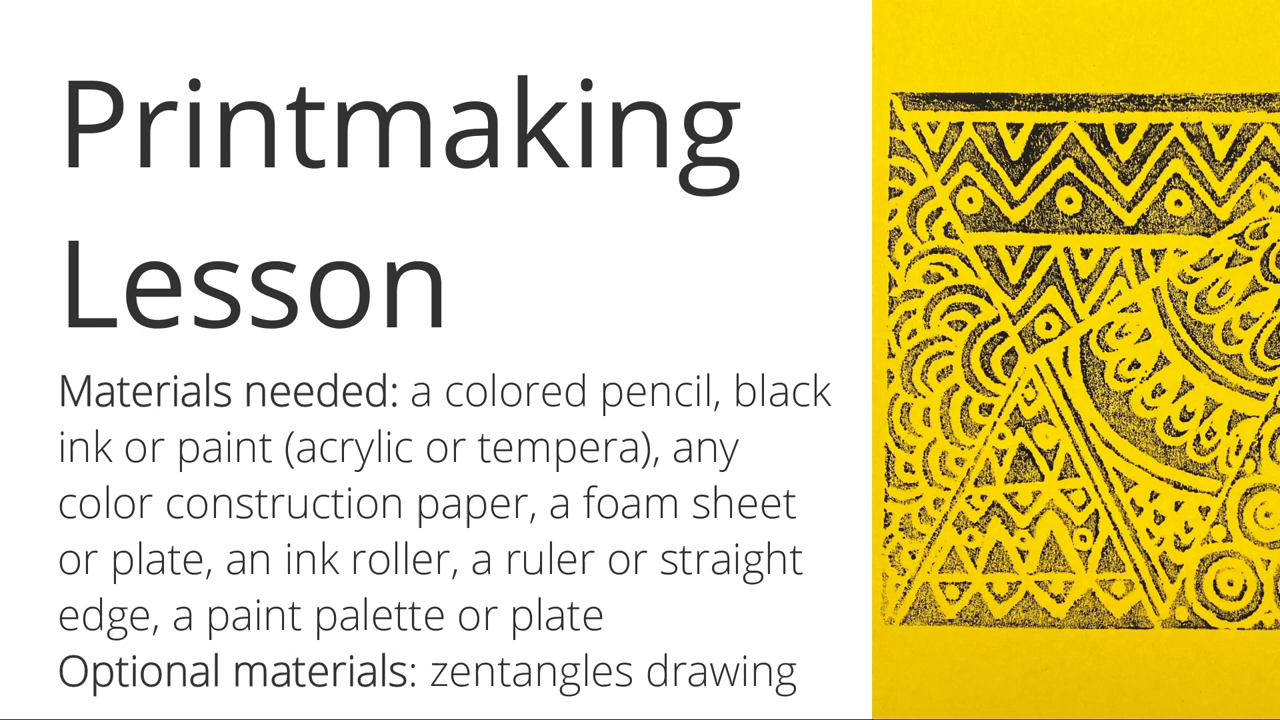 Printmaking
Lesson
Materials needed: a colored pencil, black
ink or paint (acrylic or tempera), any
color construction paper, a foam sheet
or plate, an ink roller, a ruler or straight
edge, a paint palette or plate
Optional materials: zentangles drawing